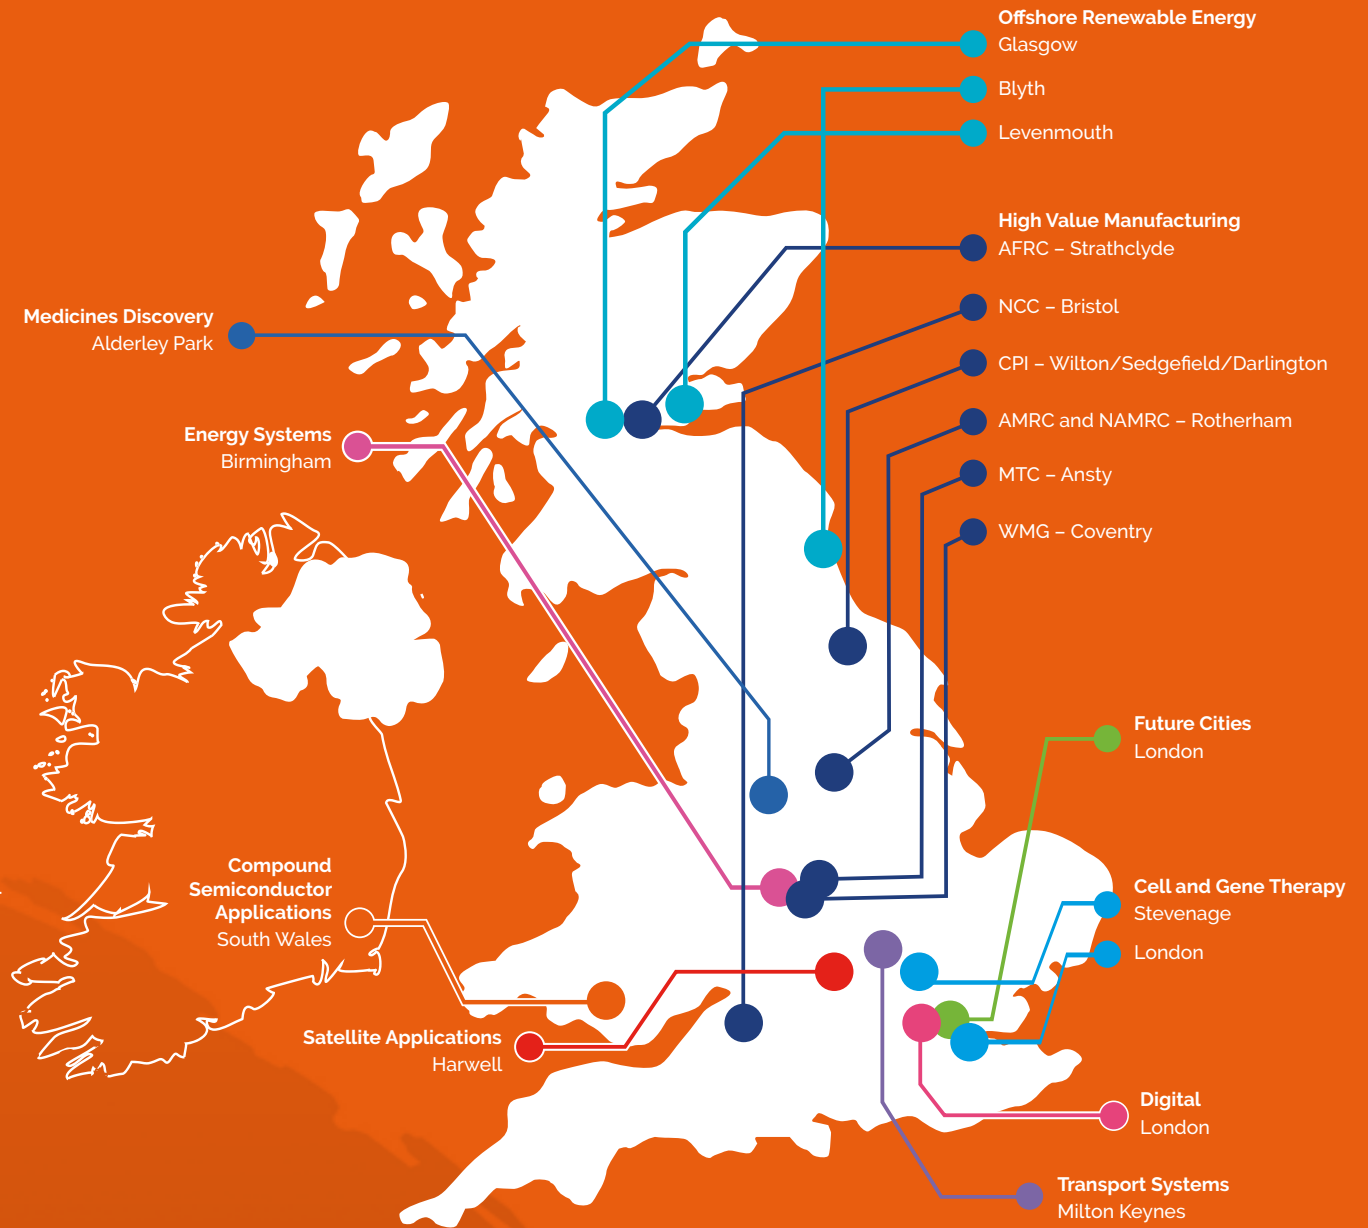 Offshore Renewable Energy
Glasgow
Blyth
Levenmouth
High Value Manufacturing
AFRC – Strathclyde
NCC – Bristol
CPI – Wilton/Sedgefield/Darlington
AMRC and NAMRC – Rotherham
MTC – Ansty
WMG – Coventry
Medicines Discovery
Alderley Park
Energy Systems
Birmingham
Compound
Semiconductor
Applications
South Wales
Satellite Applications
Harwell
Future Cities
London
Cell and Gene Therapy
Stevenage
London
Digital
London
Transport Systems
Milton Keynes